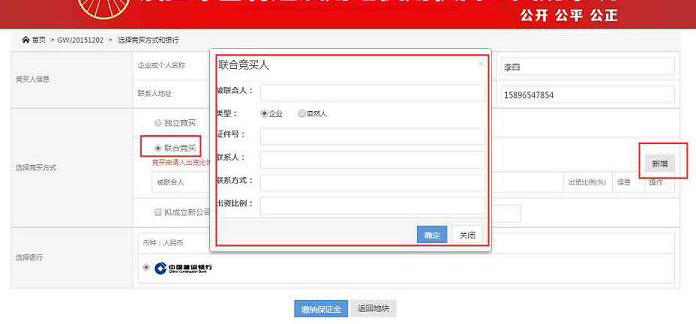 公开 公平 公正
首页 > GWJ20151202 > 选择竞买方式和银行
竞买人信息
企业或个人名称
李四
联系人地址
15896547854
选择竞买方式
独立竞买
联合竞买
竞买申请人出资比
新增
被联合人
出资比例(%) 信息 操作
拟成立新公司
联合竞买人
×
被联合人：
类型： 企业 自然人
证件号：
联系人：
联系方式：
出资比例：
确定 关闭
选择银行
币种：人民币
中国建设银行
China Construction Bank
缴纳保证金 返回地块